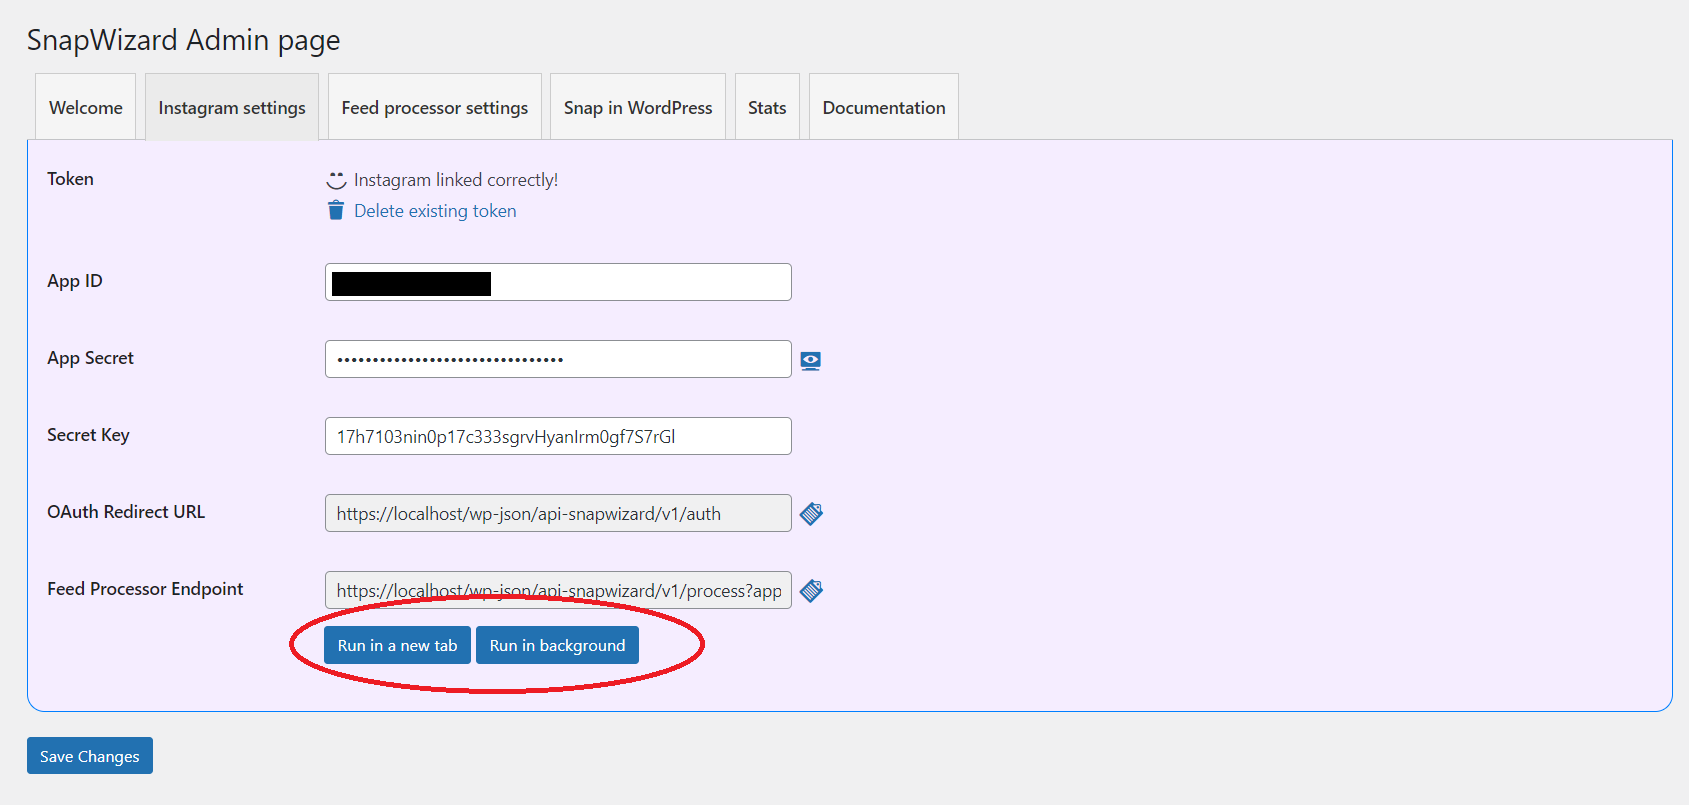 SnapWizard Admin page
Welcome
Instagram settings
Feed processor settings
Snap in WordPress
Stats
Documentation
Token
Instagram linked correctly!
Delete existing token
App ID
App Secret
••••••••••••••••••••••••••••••••
Secret Key
17h7103nin0p17c333sgrvHyanIrm0gf7S7rGl
OAuth Redirect URL
https://localhost/wp-json/api-snapwizard/v1/auth
Feed Processor Endpoint
https://localhost/wp-json/api-snapwizard/v1/process?app
Run in a new tab
Run in background
Save Changes